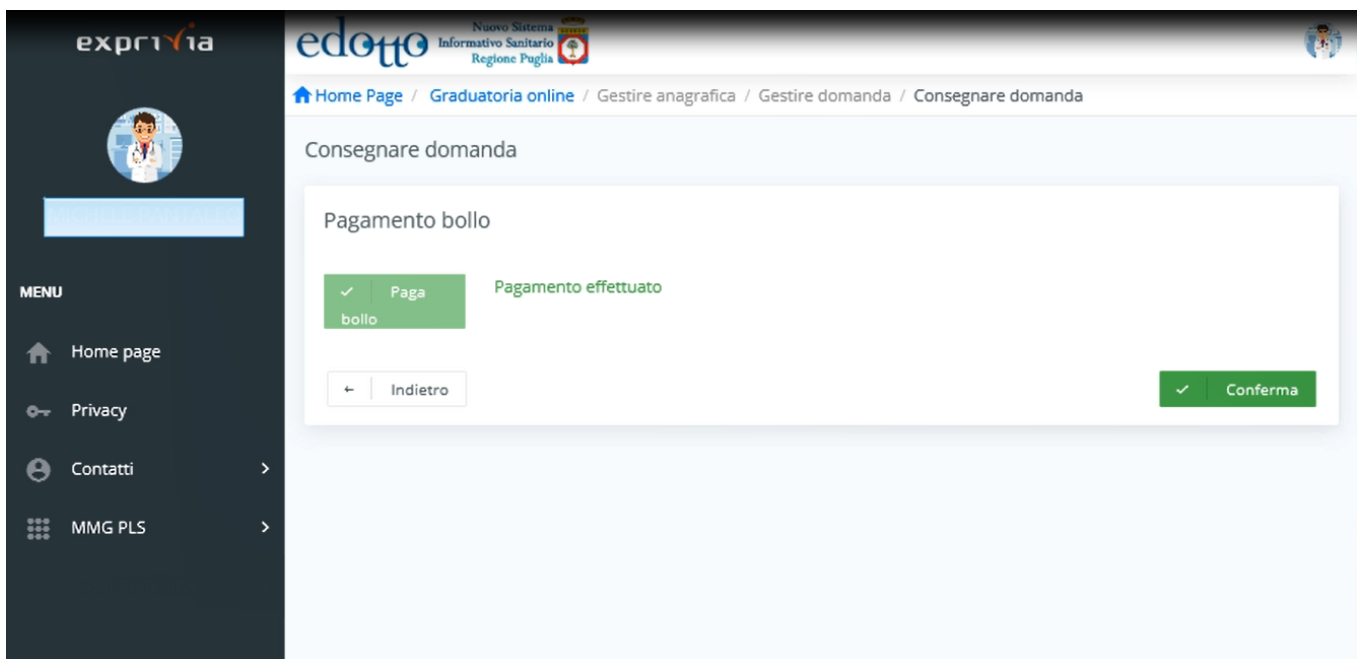 exprivia
edotto Nuovo Sistema
Informativo Sanitario
Regione Puglia
Home Page / Graduatoria online / Gestire anagrafica / Gestire domanda / Consegnare domanda
Consegnare domanda
Pagamento bollo
Paga
bollo
Pagamento effettuato
Indietro
Conferma
MENU
Home page
Privacy
Contatti
MMG PLS